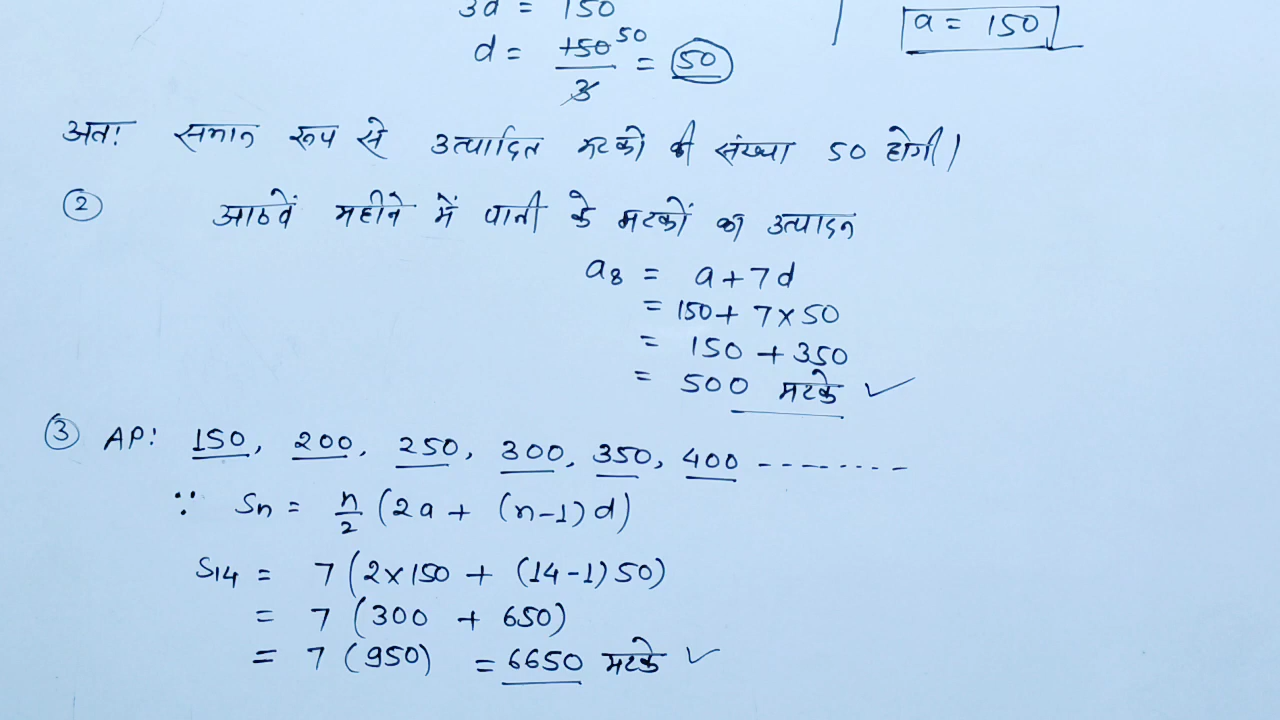 3d = 150
a = 150
d = 150/3 50 = 50
अतः समान रूप से उत्पादित मटकों की संख्या 50 होगी।
② आठवें महीने में पानी के मटकों का उत्पादन
a₈ = a + 7d
= 150 + 7 × 50
= 150 + 350
= 500 मटके ✓
③ AP: 150, 200, 250, 300, 350, 400 ---------
∵ Sn = n/2 (2a + (n-1)d)
S₁₄ = 7 (2×150 + (14-1)50)
= 7 (300 + 650)
= 7 (950) = 6650 मटके ✓